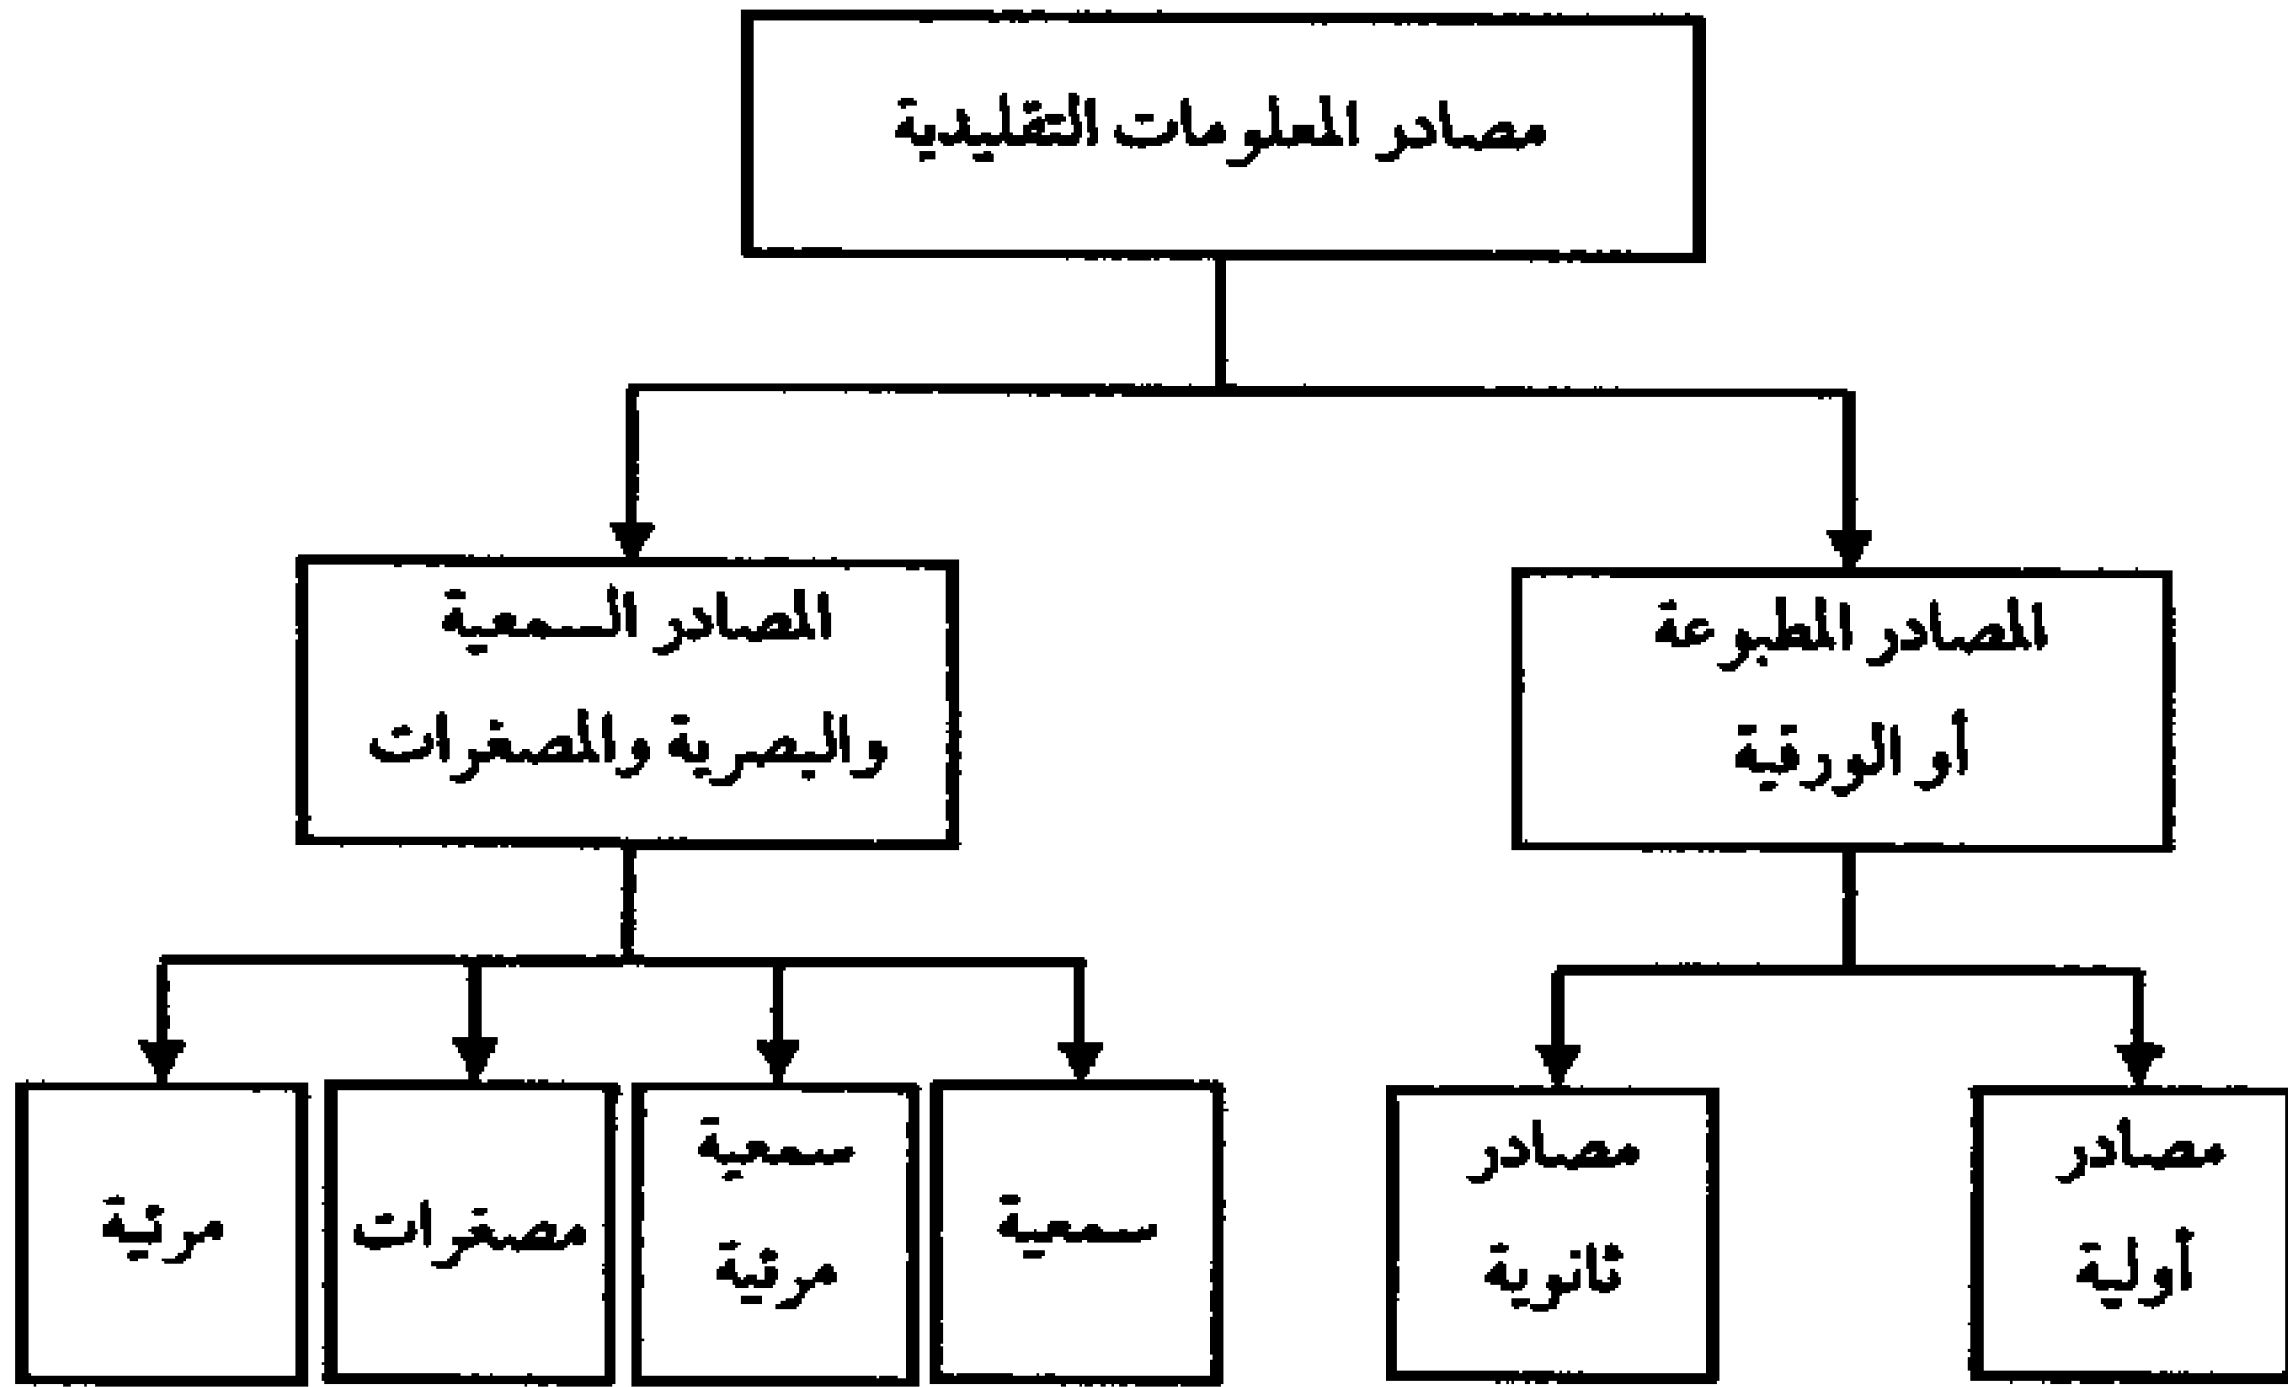 مصادر المعلومات التقليدية
المصادر المطبوعة
أو الورقية
المصادر السمعية
والبصرية والمصغرات
مصادر
أولية
مصادر
ثانوية
سمعية
سمعية
مرئية
مصغرات
مرئية